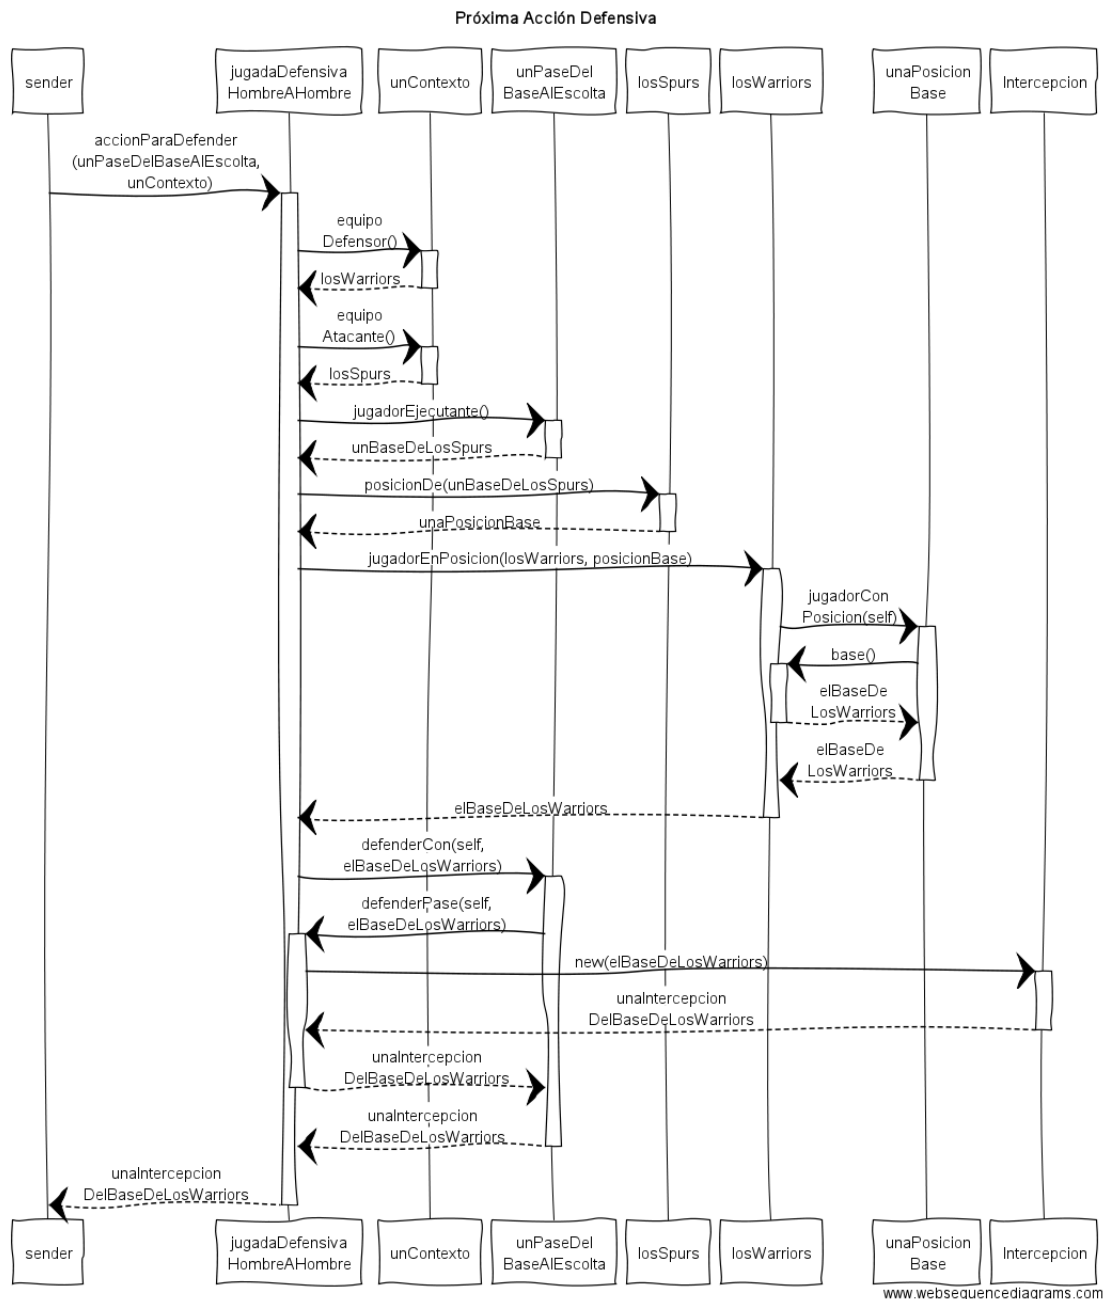 Próxima Acción Defensiva
sender
jugadaDefensiva
HombreAHombre
unContexto
unPaseDel
BaseAlEscolta
losSpurs
losWarriors
unaPosicion
Base
Intercepcion
accionParaDefender
(unPaseDelBaseAlEscolta,
unContexto)
equipo
Defensor()
losWarriors
equipo
Atacante()
losSpurs
jugadorEjecutante()
unBaseDeLosSpurs
posicionDe(unBaseDeLosSpurs)
unaPosicionBase
jugadorEnPosicion(losWarriors, posicionBase)
jugadorCon
Posicion(self)
base()
elBaseDe
LosWarriors
elBaseDe
LosWarriors
elBaseDeLosWarriors
defenderCon(self,
elBaseDeLosWarriors)
defenderPase(self,
elBaseDeLosWarriors)
new(elBaseDeLosWarriors)
unaIntercepcion
DelBaseDeLosWarriors
unaIntercepcion
DelBaseDeLosWarriors
unaIntercepcion
DelBaseDeLosWarriors
unaIntercepcion
DelBaseDeLosWarriors
sender
jugadaDefensiva
HombreAHombre
unContexto
unPaseDel
BaseAlEscolta
losSpurs
losWarriors
unaPosicion
Base
Intercepcion
www.websequencediagrams.com